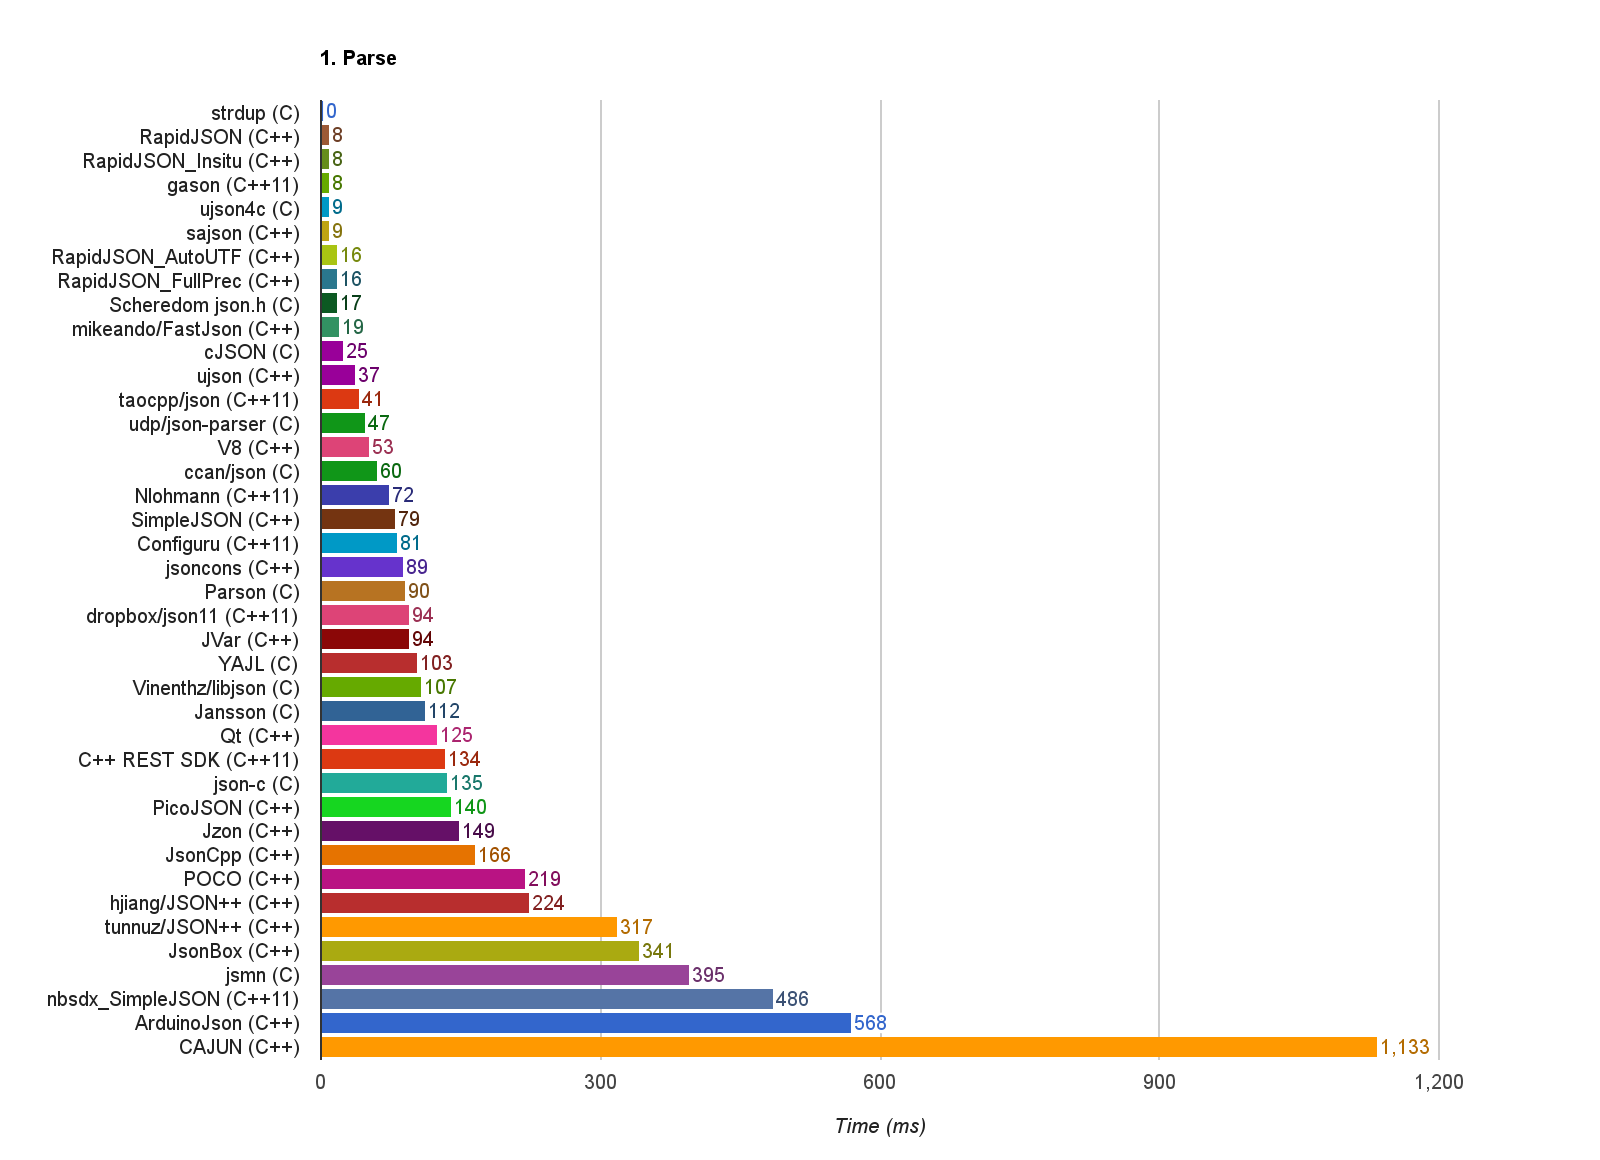 1. Parse
strdup (C) 0
RapidJSON (C++) 8
RapidJSON_Insitu (C++) 8
gason (C++11) 8
ujson4c (C) 9
sajson (C++) 9
RapidJSON_AutoUTF (C++) 16
RapidJSON_FullPrec (C++) 16
Scheredom json.h (C) 17
mikeando/FastJson (C++) 19
cJSON (C) 25
ujson (C++) 37
taocpp/json (C++11) 41
udp/json-parser (C) 47
V8 (C++) 53
ccan/json (C) 60
Nlohmann (C++11) 72
SimpleJSON (C++) 79
Configuru (C++11) 81
jsoncons (C++) 89
Parson (C) 90
dropbox/json11 (C++11) 94
JVar (C++) 94
YAJL (C) 103
Vinenthz/libjson (C) 107
Jansson (C) 112
Qt (C++) 125
C++ REST SDK (C++11) 134
json-c (C) 135
PicoJSON (C++) 140
Jzon (C++) 149
JsonCpp (C++) 166
POCO (C++) 219
hjiang/JSON++ (C++) 224
tunnuz/JSON++ (C++) 317
JsonBox (C++) 341
jsmn (C) 395
nbsdx_SimpleJSON (C++11) 486
ArduinoJson (C++) 568
CAJUN (C++) 1,133
0 300 600 900 1,200
Time (ms)